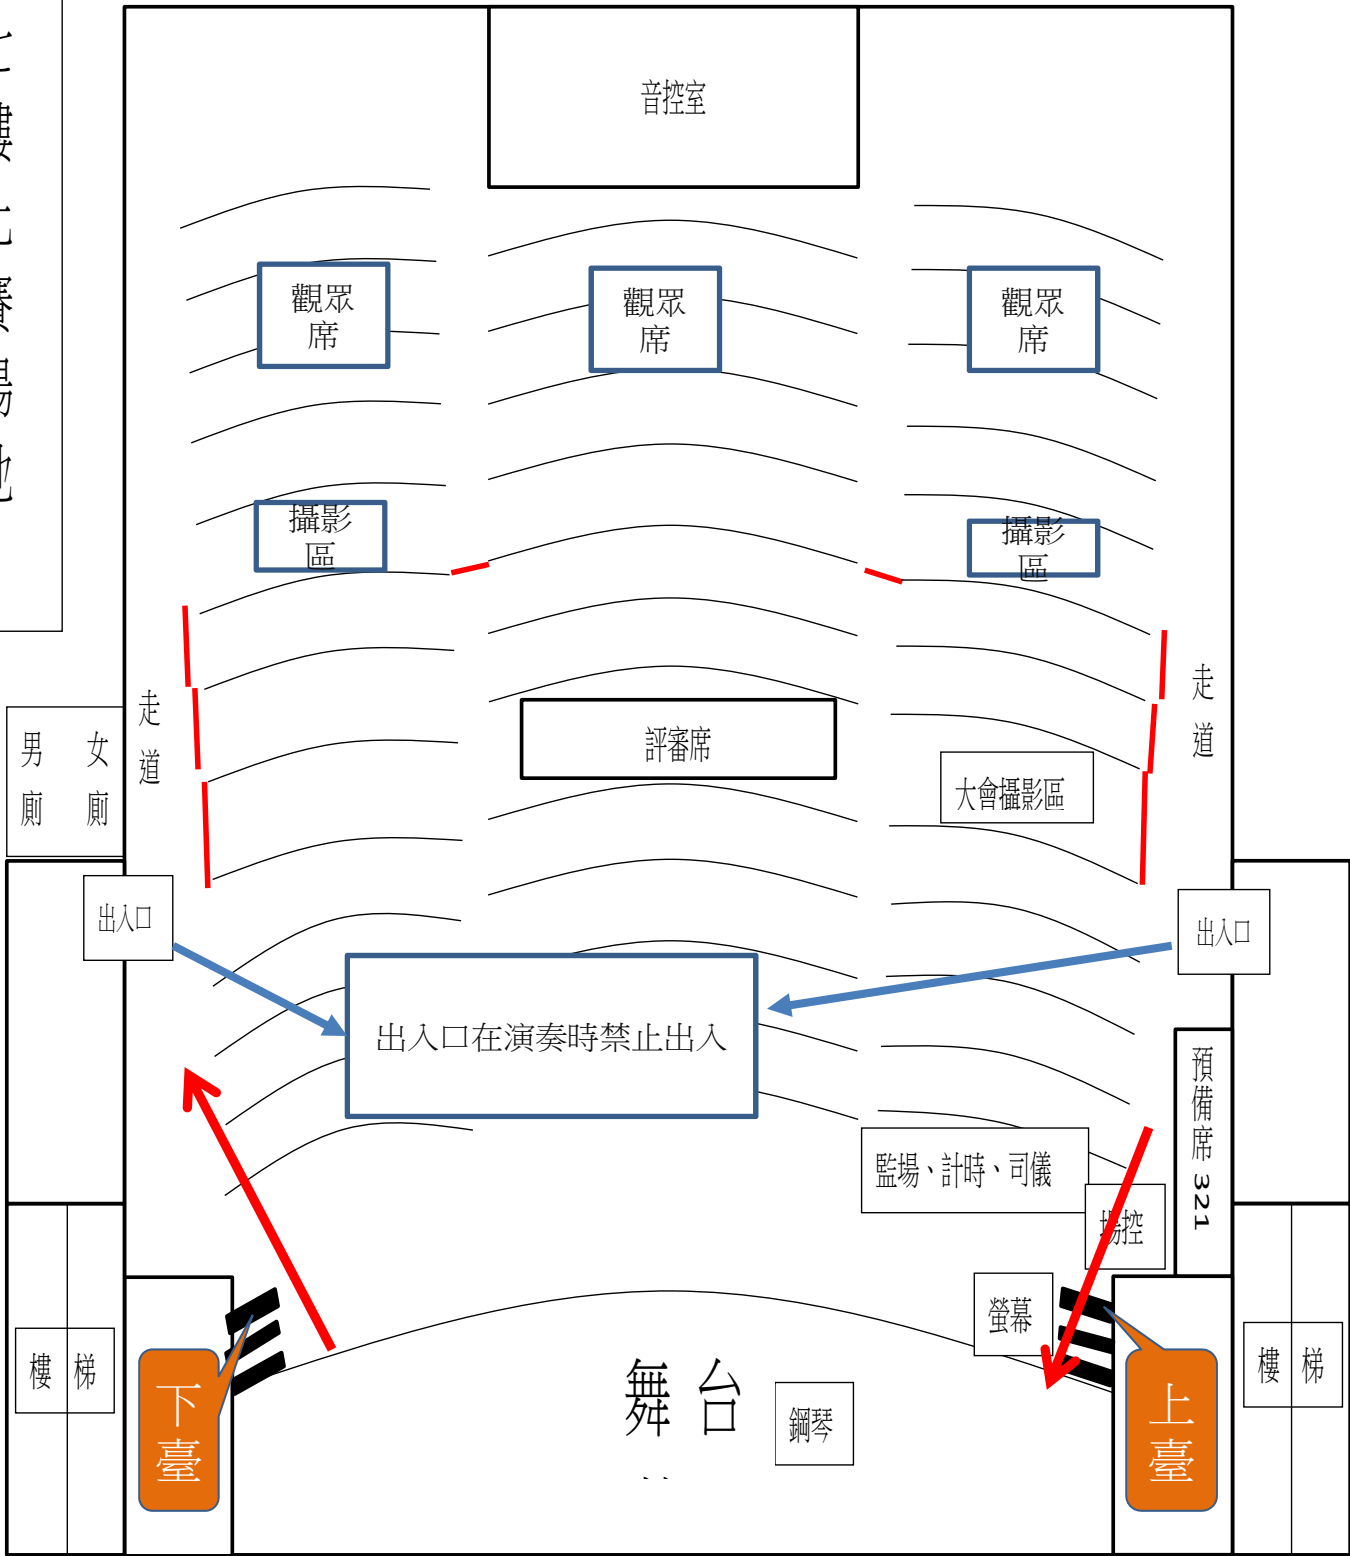 音控室
觀眾
席
觀眾
席
觀眾
席
攝影
區
攝影
區
走道
走道
評審席
大會攝影區
男廁
女廁
出入口
出入口
出入口在演奏時禁止出入
預備席 321
監場、計時、司儀
場控
螢幕
樓梯
下臺
舞台
鋼琴
上臺
樓梯